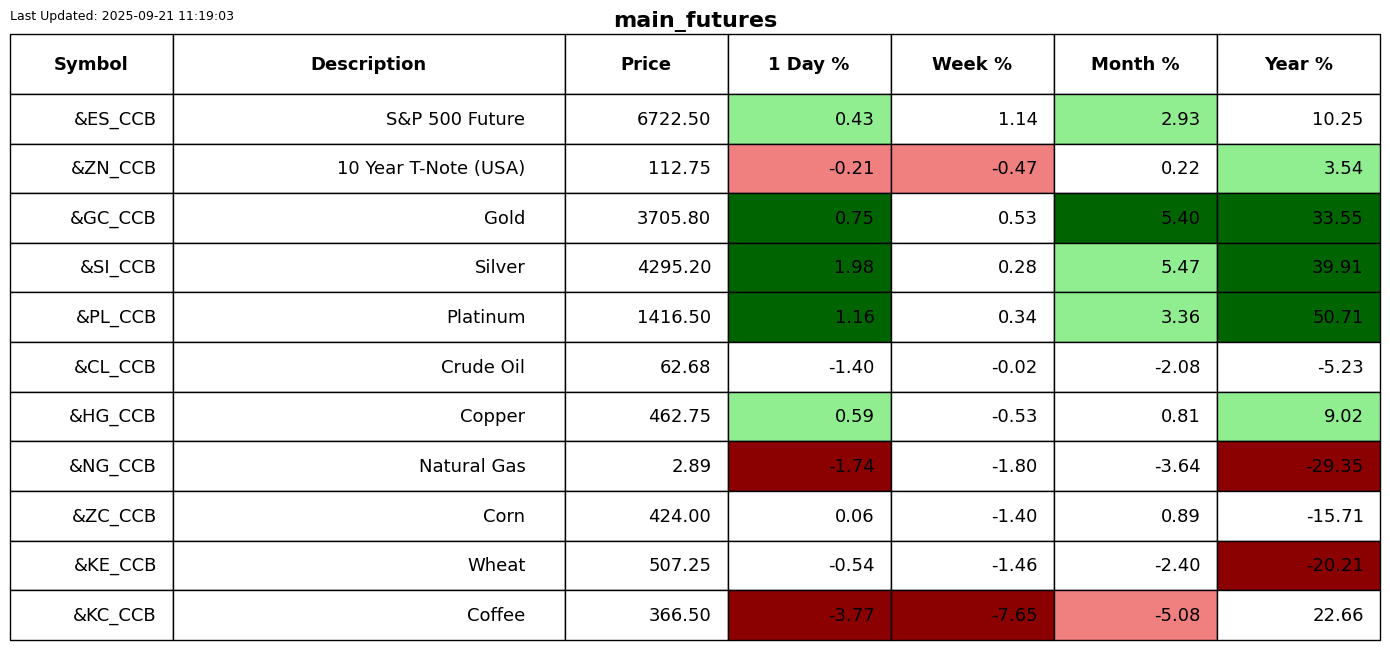 Last Updated: 2025-09-21 11:19:03
main_futures
Symbol Description Price 1 Day % Week % Month % Year %
&ES_CCB S&P 500 Future 6722.50 0.43 1.14 2.93 10.25
&ZN_CCB 10 Year T-Note (USA) 112.75 -0.21 -0.47 0.22 3.54
&GC_CCB Gold 3705.80 0.75 0.53 5.40 33.55
&SI_CCB Silver 4295.20 1.98 0.28 5.47 39.91
&PL_CCB Platinum 1416.50 1.16 0.34 3.36 50.71
&CL_CCB Crude Oil 62.68 -1.40 -0.02 -2.08 -5.23
&HG_CCB Copper 462.75 0.59 -0.53 0.81 9.02
&NG_CCB Natural Gas 2.89 -1.74 -1.80 -3.64 -29.35
&ZC_CCB Corn 424.00 0.06 -1.40 0.89 -15.71
&KE_CCB Wheat 507.25 -0.54 -1.46 -2.40 -20.21
&KC_CCB Coffee 366.50 -3.77 -7.65 -5.08 22.66